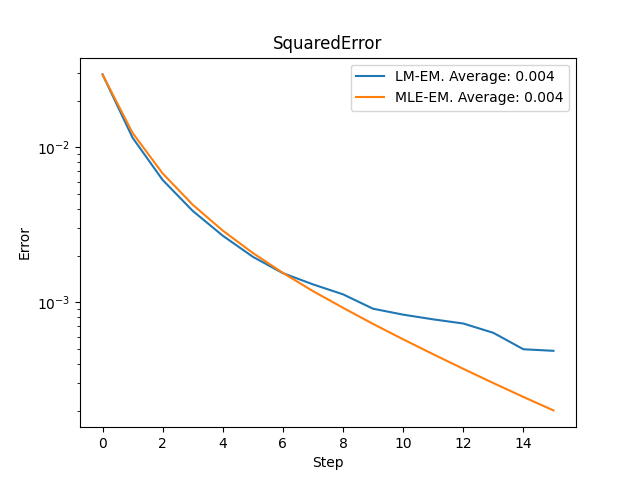 SquaredError
LM-EM. Average: 0.004
MLE-EM. Average: 0.004
10⁻²
10⁻³
Error
0 2 4 6 8 10 12 14
Step